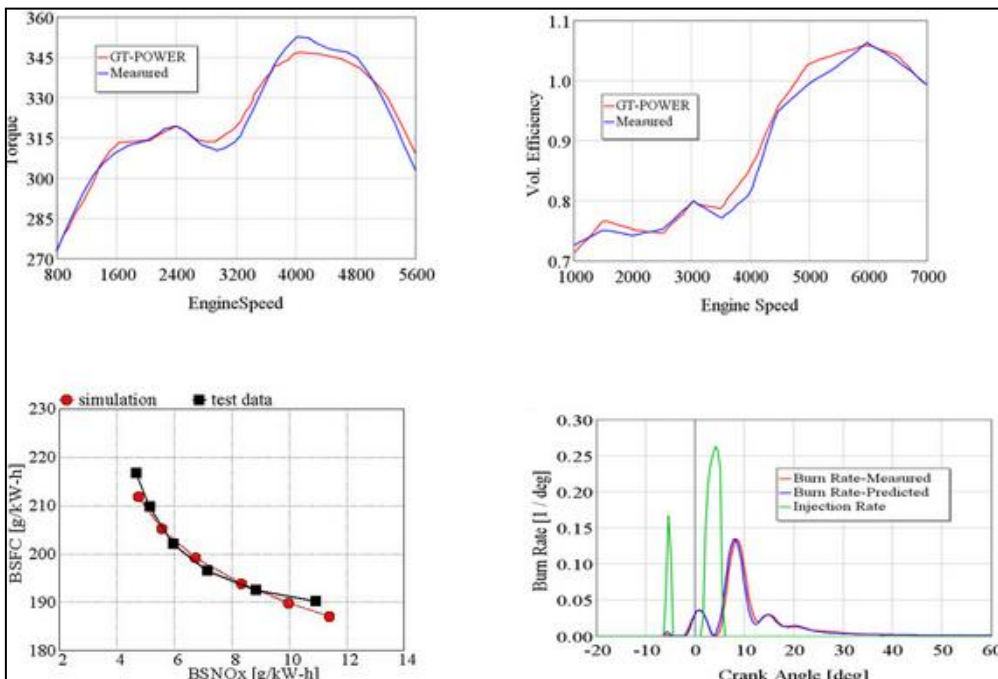 360
345
330
315
300
285
270
Torque
GT-POWER
Measured
800 1600 2400 3200 4000 4800 5600
EngineSpeed
1.1
1.0
0.9
0.8
0.7
Vol. Efficiency
GT-POWER
Measured
1000 2000 3000 4000 5000 6000 7000
Engine Speed
simulation test data
230
220
210
200
190
180
BSFC [g/kW-h]
2 4 6 8 10 12 14
BSNOx [g/kW-h]
0.30
0.25
0.20
0.15
0.10
0.05
0.00
Burn Rate [1 / deg]
Burn Rate-Measured
Burn Rate-Predicted
Injection Rate
-20 -10 0 10 20 30 40 50 60
Crank Angle [deg]